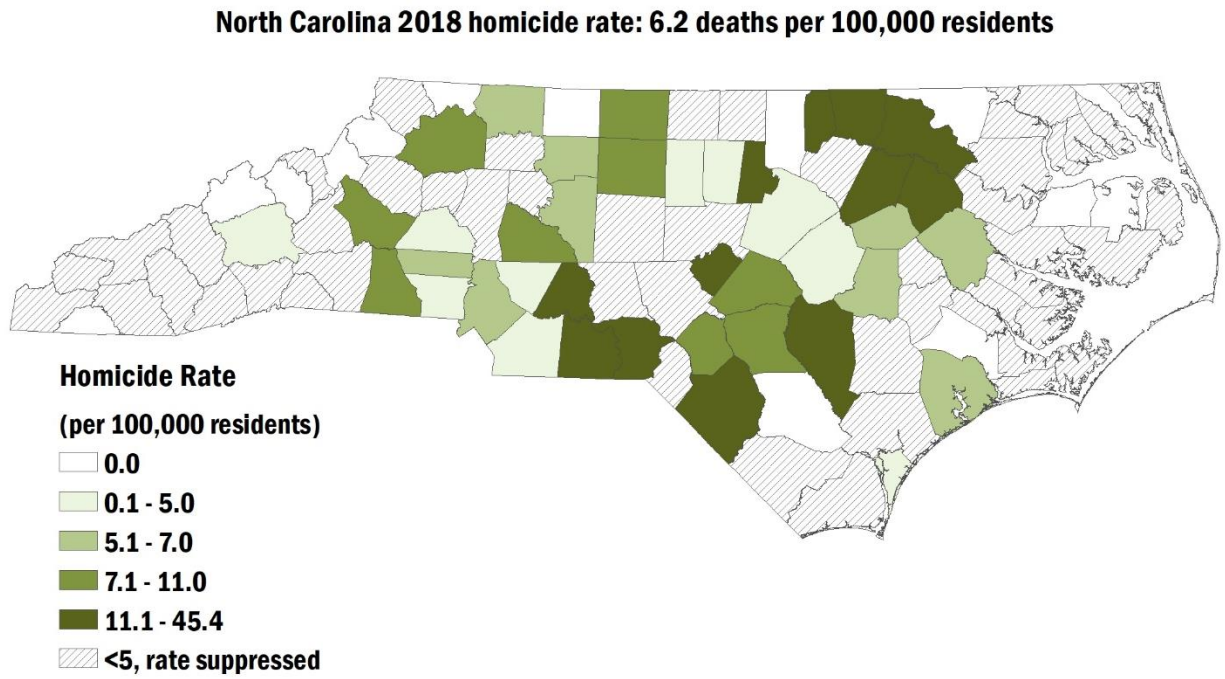 North Carolina 2018 homicide rate: 6.2 deaths per 100,000 residents
Homicide Rate
(per 100,000 residents)
0.0
0.1 - 5.0
5.1 - 7.0
7.1 - 11.0
11.1 - 45.4
<5, rate suppressed